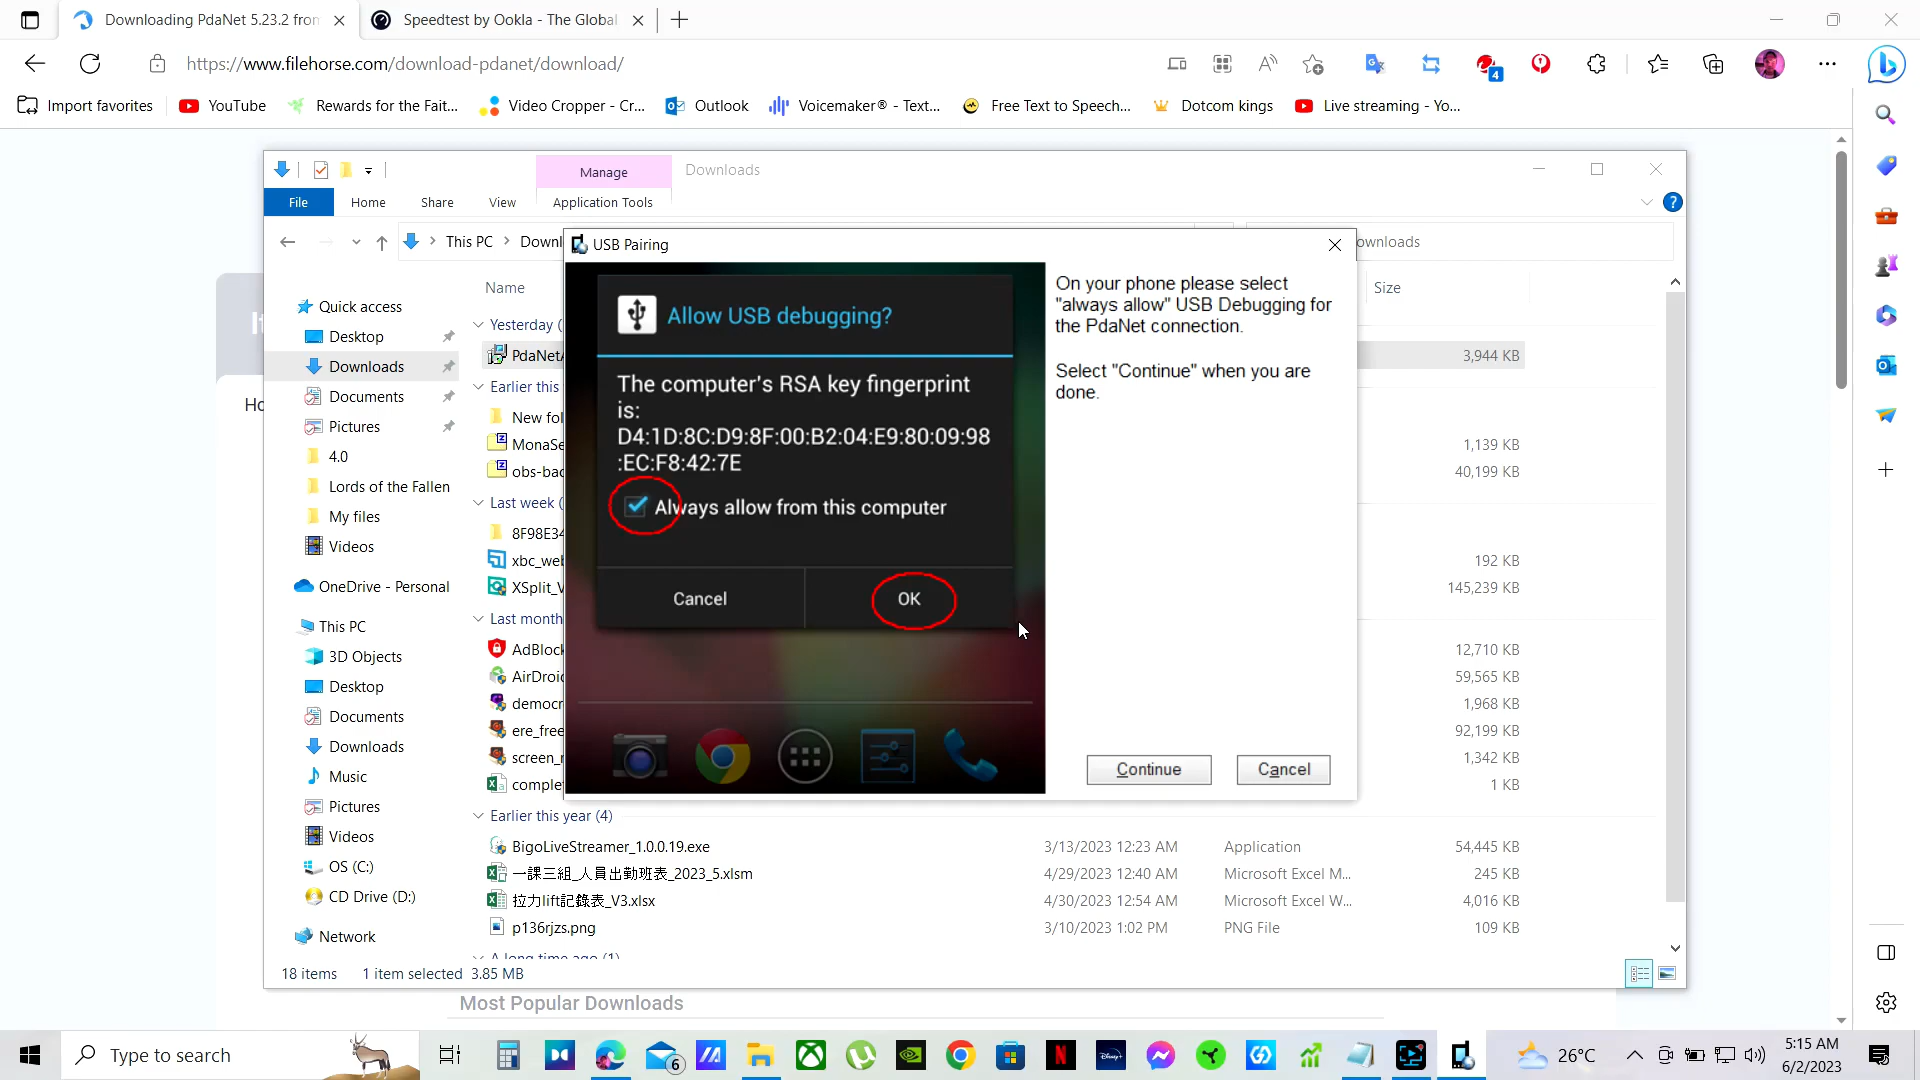 Downloading PdaNet 5.23.2 from
Speedtest by Ookla - The Global
https://www.filehorse.com/download-pdanet/download/
4
Import favorites
YouTube
Rewards for the Fait...
Video Cropper - Cr...
Outlook
Voicemaker® - Text...
Free Text to Speech...
Dotcom kings
Live streaming - Yo...
Manage
Downloads
File
Home
Share
View
Application Tools
This PC
Downl
ownloads
USB Pairing
Allow USB debugging?
The computer's RSA key fingerprint
is:
D4:1D:8C:D9:8F:00:B2:04:E9:80:09:98
:EC:F8:42:7E
Always allow from this computer
Cancel
OK
On your phone please select
"always allow" USB Debugging for
the PdaNet connection.
Select "Continue" when you are
done.
Continue
Cancel
Name
Size
Quick access
Desktop
Downloads
Documents
Pictures
4.0
Lords of the Fallen
My files
Videos
OneDrive - Personal
This PC
3D Objects
Desktop
Documents
Downloads
Music
Pictures
Videos
OS (C:)
CD Drive (D:)
Network
Yesterday (
PdaNetA
3,944 KB
Earlier this
New fol
MonaSe
1,139 KB
obs-bac
40,199 KB
Last week (
8F98E34
xbc_web
192 KB
XSplit_V
145,239 KB
Last month
AdBlock
12,710 KB
AirDroid
59,565 KB
democr
1,968 KB
ere_free
92,199 KB
screen_r
1,342 KB
comple
1 KB
Earlier this year (4)
BigoLiveStreamer_1.0.0.19.exe 3/13/2023 12:23 AM Application 54,445 KB
一課三組_人員出勤班表_2023_5.xlsm 4/29/2023 12:40 AM Microsoft Excel M... 245 KB
拉力lift記錄表_V3.xlsx 4/30/2023 12:54 AM Microsoft Excel W... 4,016 KB
p136rjzs.png 3/10/2023 1:02 PM PNG File 109 KB
A long time ago (1)
18 items
1 item selected 3.85 MB
Most Popular Downloads
Type to search
6
26°C
5:15 AM
6/2/2023